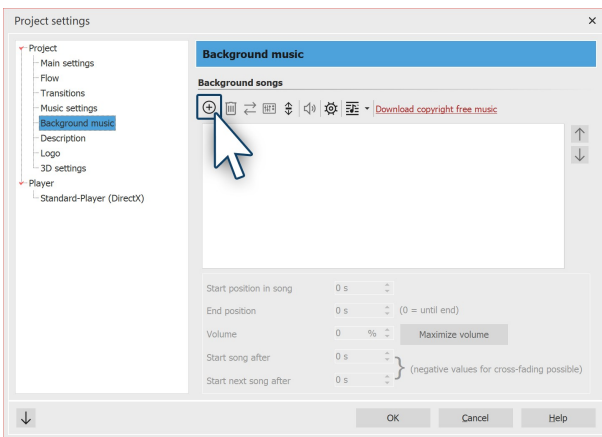 Project settings
Project
Main settings
Flow
Transitions
Music settings
Background music
Description
Logo
3D settings
Player
Standard-Player (DirectX)
Background music
Background songs
Download copyright free music
Start position in song 0 s
End position 0 s (0 = until end)
Volume 0 % Maximize volume
Start song after 0 s
(negative values for cross-fading possible)
Start next song after 0 s
OK Cancel Help